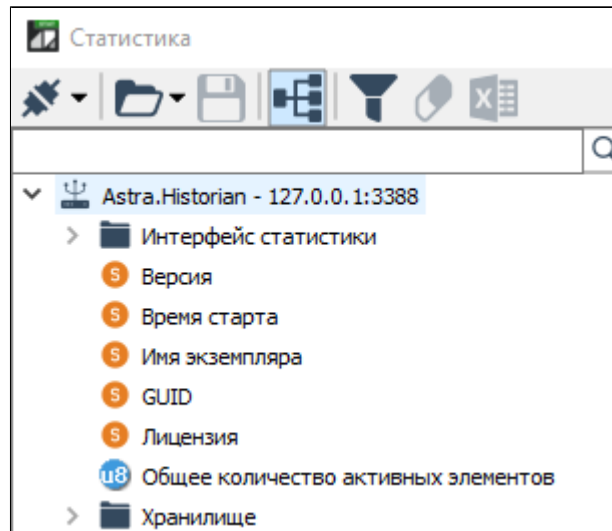 Статистика
Astra.Historian - 127.0.0.1:3388
Интерфейс статистики
S Версия
S Время старта
S Имя экземпляра
S GUID
S Лицензия
u8 Общее количество активных элементов
Хранилище